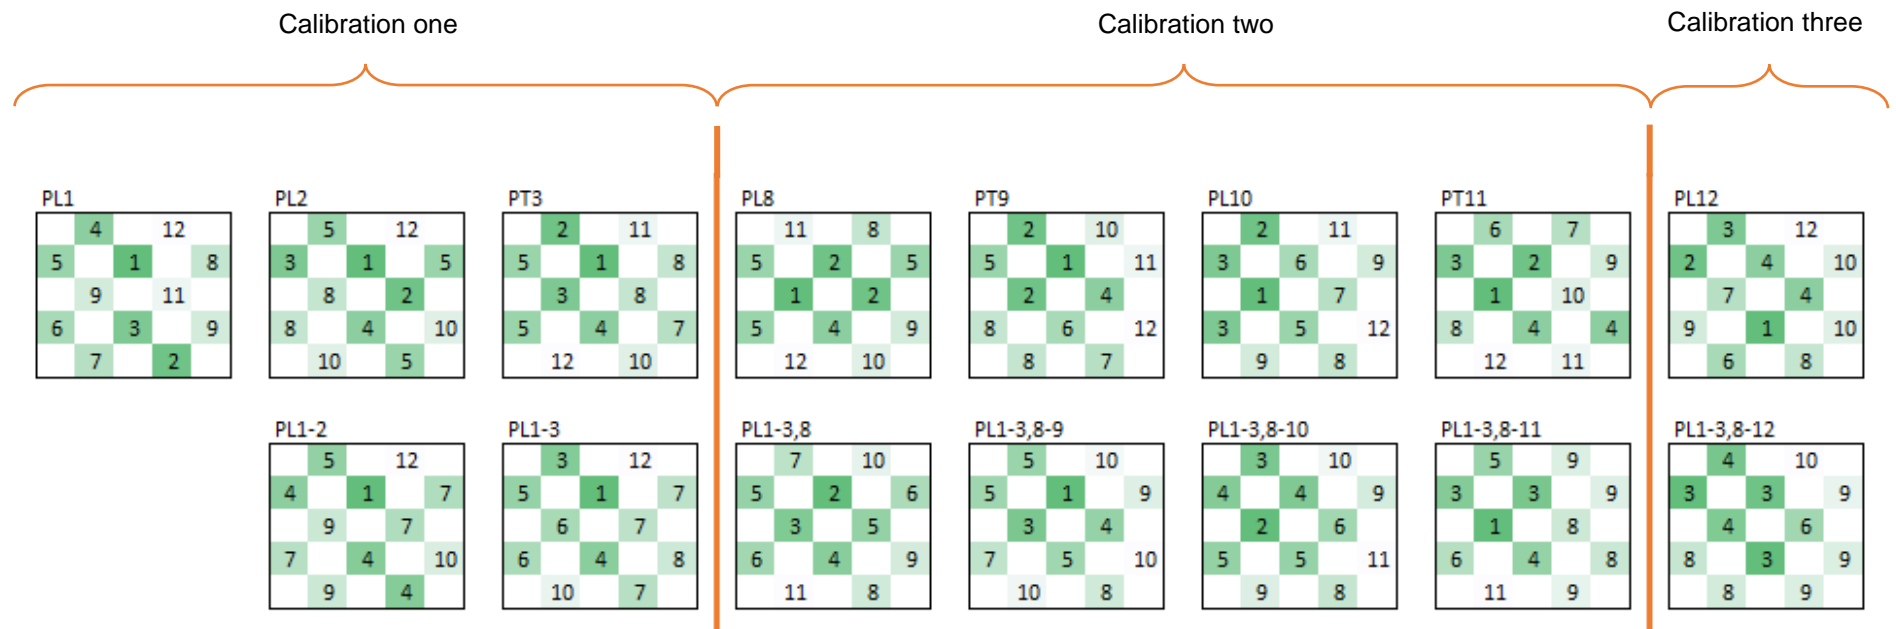 Calibration one Calibration two Calibration three
PL1 PL2 PT3 PL8 PT9 PL10 PT11 PL12
4 12 5 12 2 11 11 8 2 10 2 11 6 7 3 12
5 1 8 3 1 5 5 1 8 5 2 5 5 1 11 3 6 9 3 2 9 2 4 10
9 11 8 2 3 8 1 2 2 4 1 7 1 10 7 4
6 3 9 8 4 10 5 4 7 5 4 9 8 6 12 3 5 12 8 4 4 9 1 10
7 2 10 5 12 10 12 10 8 7 9 8 12 11 6 8
PL1-2 PL1-3 PL1-3,8 PL1-3,8-9 PL1-3,8-10 PL1-3,8-11 PL1-3,8-12
5 12 3 12 7 10 5 10 3 10 5 9 4 10
4 1 7 5 1 7 5 2 6 5 1 9 4 4 9 3 3 9 3 3 9
9 7 6 7 3 5 3 4 2 6 1 8 4 6
7 4 10 6 4 8 6 4 9 7 5 10 5 5 11 6 4 8 8 3 9
9 4 10 7 11 8 10 8 9 8 11 9 8 9